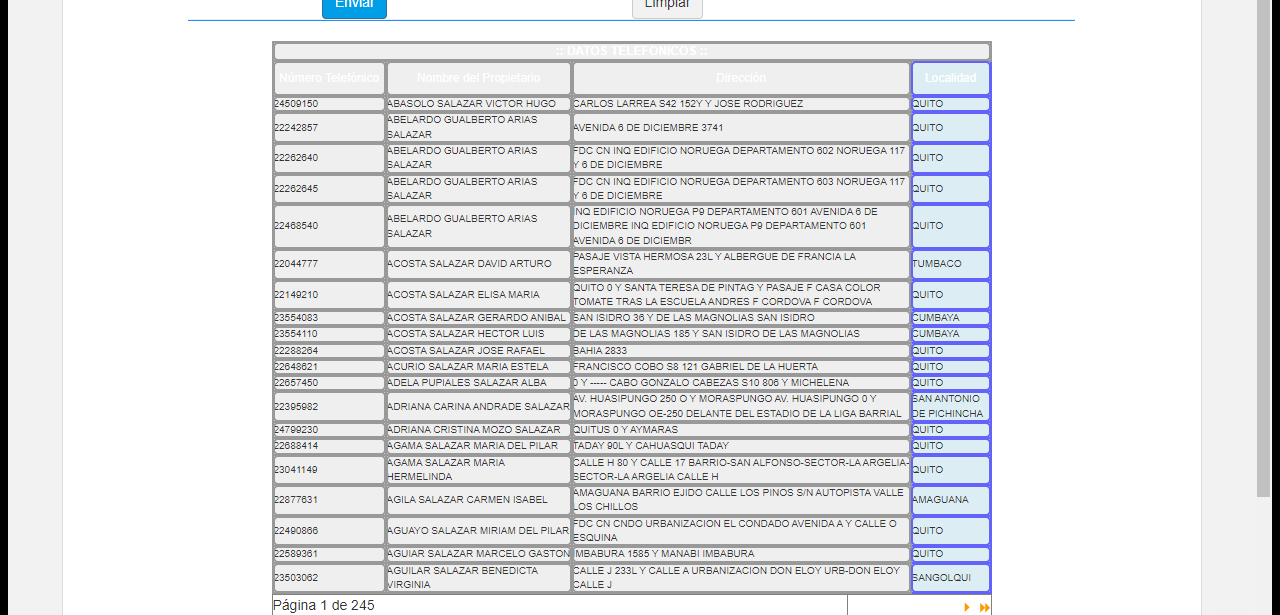 Enviar Limpiar
:: DATOS TELEFONICOS ::
Número Telefónico Nombre del Propietario Dirección Localidad
24509150 ABASOLO SALAZAR VICTOR HUGO CARLOS LARREA S42 152Y Y JOSE RODRIGUEZ QUITO
22242857 ABELARDO GUALBERTO ARIAS SALAZAR AVENIDA 6 DE DICIEMBRE 3741 QUITO
22262640 ABELARDO GUALBERTO ARIAS SALAZAR FDC CN INQ EDIFICIO NORUEGA DEPARTAMENTO 602 NORUEGA 117 Y 6 DE DICIEMBRE QUITO
22262645 ABELARDO GUALBERTO ARIAS SALAZAR FDC CN INQ EDIFICIO NORUEGA DEPARTAMENTO 603 NORUEGA 117 Y 6 DE DICIEMBRE QUITO
22468540 ABELARDO GUALBERTO ARIAS SALAZAR INQ EDIFICIO NORUEGA P9 DEPARTAMENTO 601 AVENIDA 6 DE DICIEMBRE INQ EDIFICIO NORUEGA P9 DEPARTAMENTO 601 AVENIDA 6 DE DICIEMBR QUITO
22044777 ACOSTA SALAZAR DAVID ARTURO PASAJE VISTA HERMOSA 23L Y ALBERGUE DE FRANCIA LA ESPERANZA TUMBACO
22149210 ACOSTA SALAZAR ELISA MARIA QUITO 0 Y SANTA TERESA DE PINTAG Y PASAJE F CASA COLOR TOMATE TRAS LA ESCUELA ANDRES F CORDOVA F CORDOVA QUITO
23554083 ACOSTA SALAZAR GERARDO ANIBAL SAN ISIDRO 36 Y DE LAS MAGNOLIAS SAN ISIDRO CUMBAYA
23554110 ACOSTA SALAZAR HECTOR LUIS DE LAS MAGNOLIAS 185 Y SAN ISIDRO DE LAS MAGNOLIAS CUMBAYA
22288264 ACOSTA SALAZAR JOSE RAFAEL BAHIA 2833 QUITO
22648621 ACURIO SALAZAR MARIA ESTELA FRANCISCO COBO S8 121 GABRIEL DE LA HUERTA QUITO
22657450 ADELA PUPIALES SALAZAR ALBA 0 Y ----- CABO GONZALO CABEZAS S10 806 Y MICHELENA QUITO
22395982 ADRIANA CARINA ANDRADE SALAZAR AV. HUASIPUNGO 250 O Y MORASPUNGO AV. HUASIPUNGO 0 Y MORASPUNGO OE-250 DELANTE DEL ESTADIO DE LA LIGA BARRIAL SAN ANTONIO DE PICHINCHA
24799230 ADRIANA CRISTINA MOZO SALAZAR QUITUS 0 Y AYMARAS QUITO
22688414 AGAMA SALAZAR MARIA DEL PILAR TADAY 90L Y CAHUASQUI TADAY QUITO
23041149 AGAMA SALAZAR MARIA HERMELINDA CALLE H 80 Y CALLE 17 BARRIO-SAN ALFONSO-SECTOR-LA ARGELIA-SECTOR-LA ARGELIA CALLE H QUITO
22877631 AGILA SALAZAR CARMEN ISABEL AMAGUANA BARRIO EJIDO CALLE LOS PINOS S/N AUTOPISTA VALLE LOS CHILLOS AMAGUANA
22490866 AGUAYO SALAZAR MIRIAM DEL PILAR FDC CN CNDO URBANIZACION EL CONDADO AVENIDA A Y CALLE O ESQUINA QUITO
22589361 AGUIAR SALAZAR MARCELO GASTON IMBABURA 1585 Y MANABI IMBABURA QUITO
23503062 AGUILAR SALAZAR BENEDICTA VIRGINIA CALLE J 233L Y CALLE A URBANIZACION DON ELOY URB-DON ELOY CALLE J SANGOLQUI
Página 1 de 245